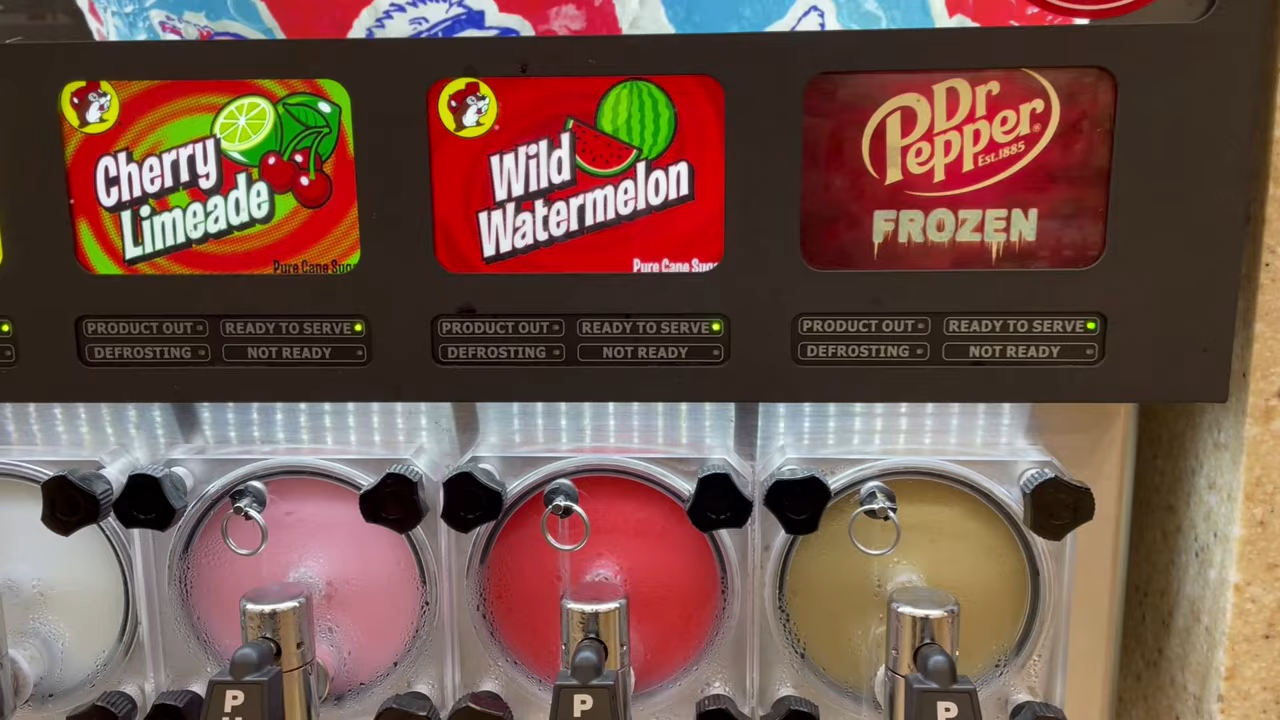 Cherry
Limeade
Pure Cane Sug
Wild
Watermelon
Pure Cane Sug
Dr
Pepper
Est.1885
FROZEN
PRODUCT OUT
READY TO SERVE
DEFROSTING
NOT READY
PRODUCT OUT
READY TO SERVE
DEFROSTING
NOT READY
PRODUCT OUT
READY TO SERVE
DEFROSTING
NOT READY
P
P
P